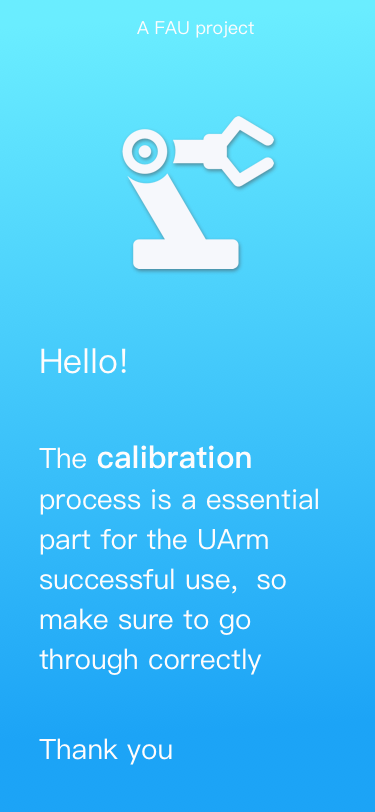 A FAU project
Hello!
The calibration
process is a essential
part for the UArm
successful use, so
make sure to go
through correctly
Thank you